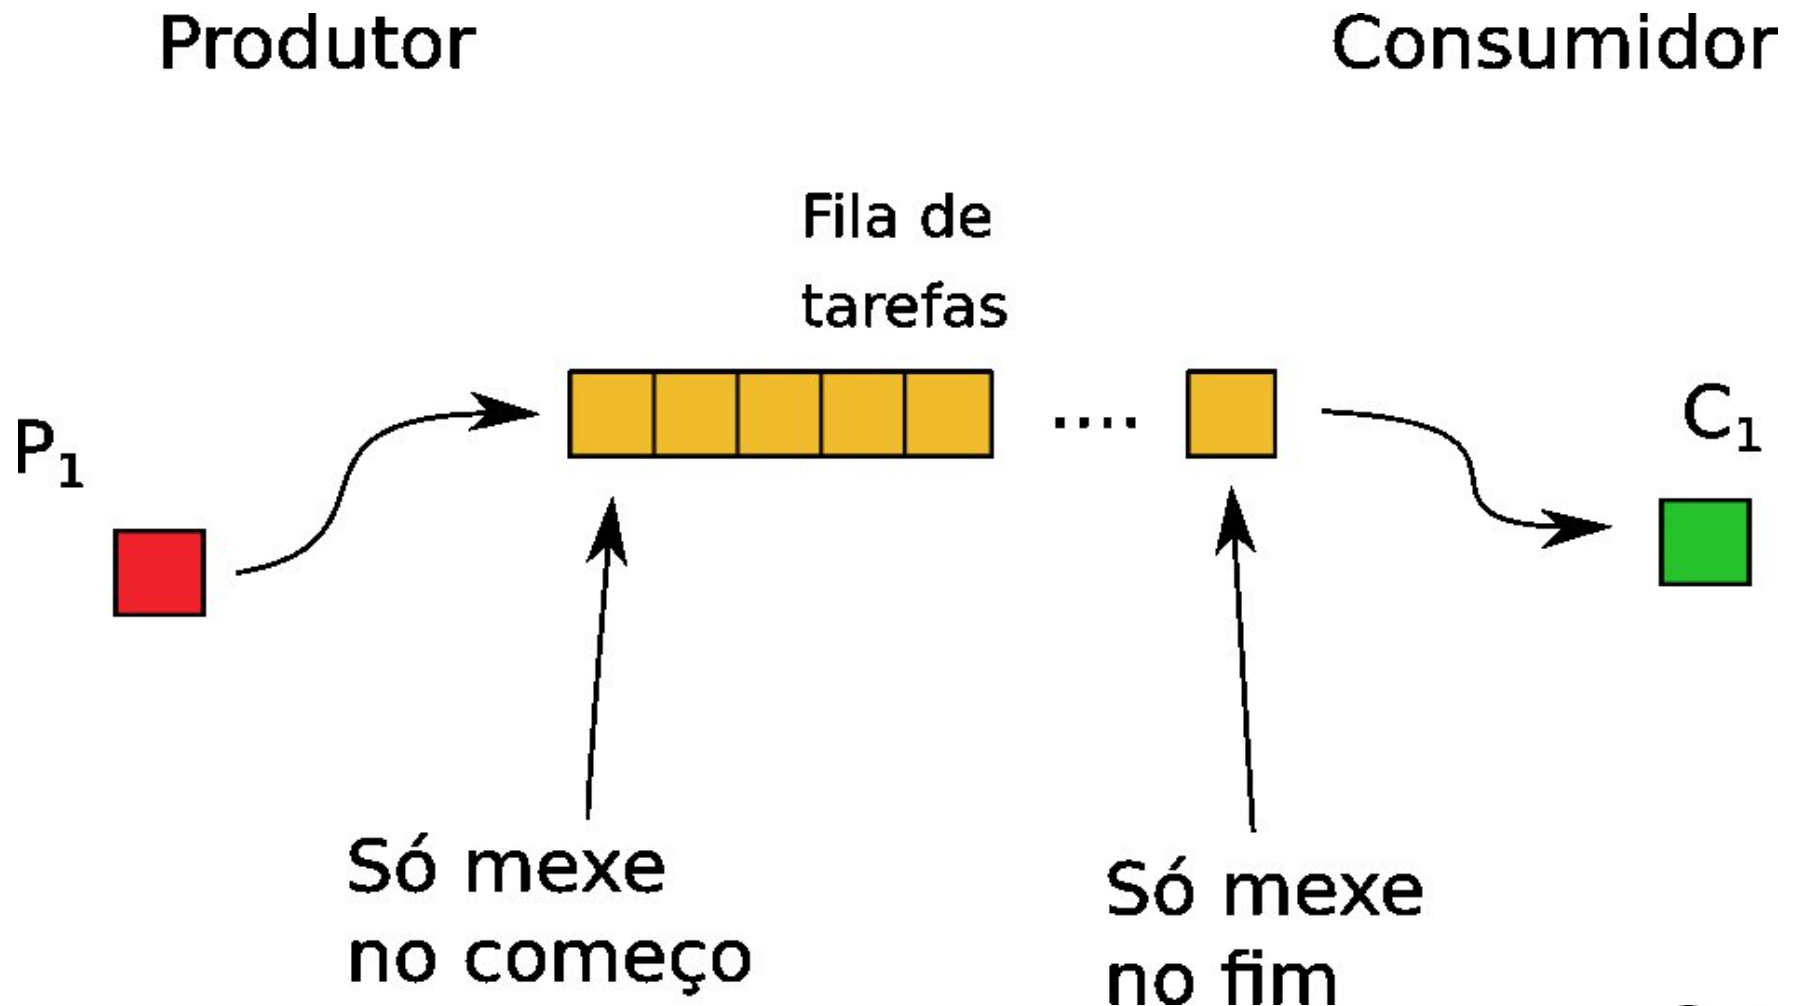 Produtor
Consumidor
Fila de
tarefas
P1
C1
....
Só mexe
no começo
Só mexe
no fim